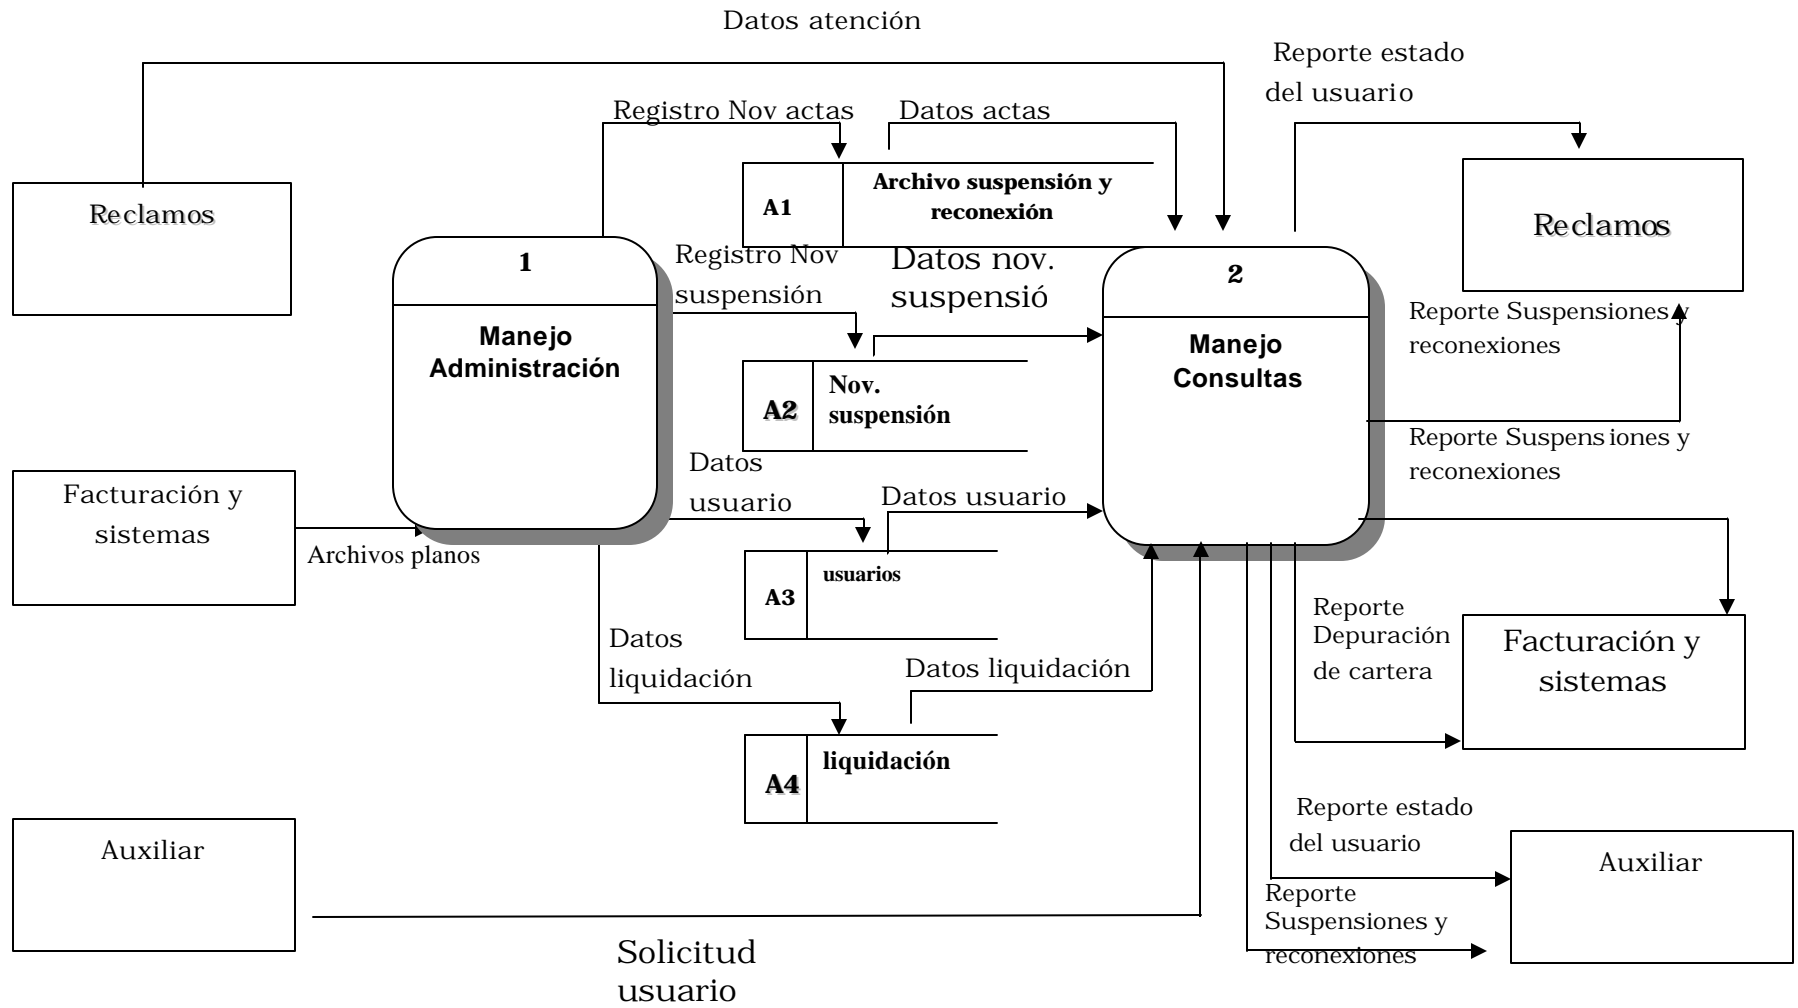 Datos atención
Reporte estado
del usuario
Registro Nov actas
Datos actas
Reclamos
A1
Archivo suspensión y
reconexión
Reclamos
1
Manejo
Administración
Registro Nov
suspensión
Datos nov.
suspensió
2
Manejo
Consultas
Reporte Suspensiones y
reconexiones
A2
Nov.
suspensión
Reporte Suspensiones y
reconexiones
Facturación y
sistemas
Archivos planos
Datos
usuario
Datos usuario
A3
usuarios
Reporte
Depuración
de cartera
Facturación y
sistemas
Datos
liquidación
Datos liquidación
A4
liquidación
Auxiliar
Reporte estado
del usuario
Auxiliar
Reporte
Suspensiones y
reconexiones
Solicitud
usuario